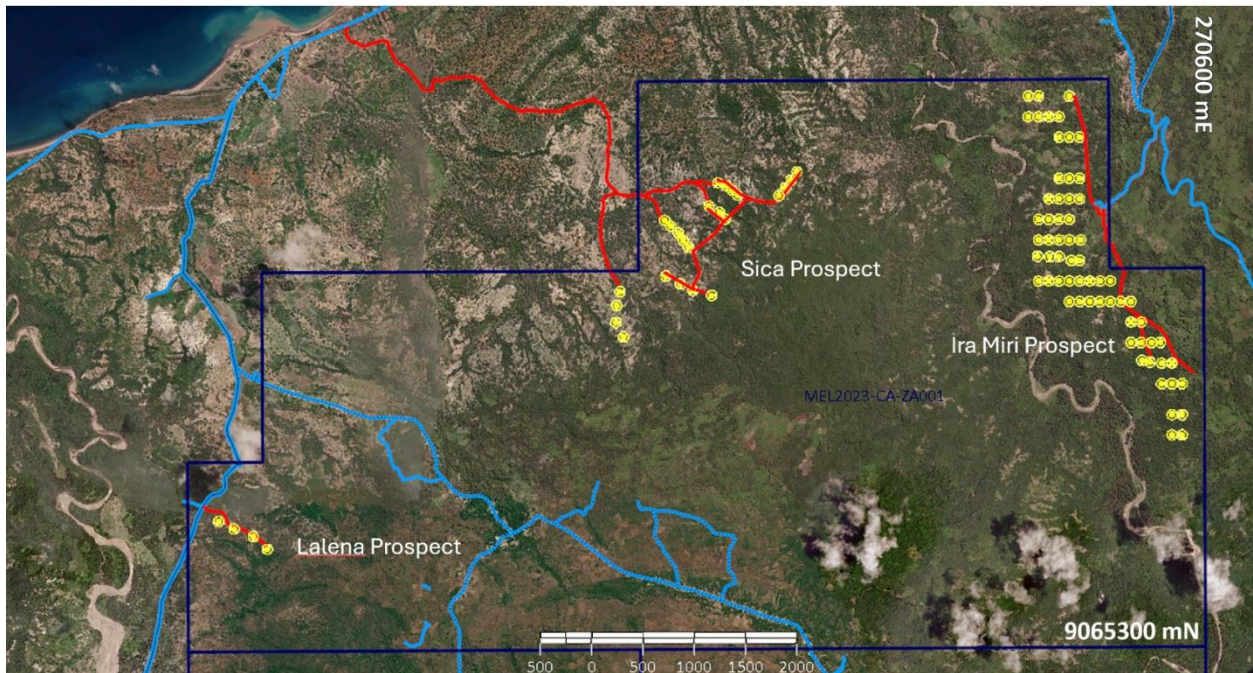 270600 mE
Sica Prospect
Ira Miri Prospect
MEL2023-CA-ZA001
Lalena Prospect
9065300 mN
500 0 500 1000 1500 2000